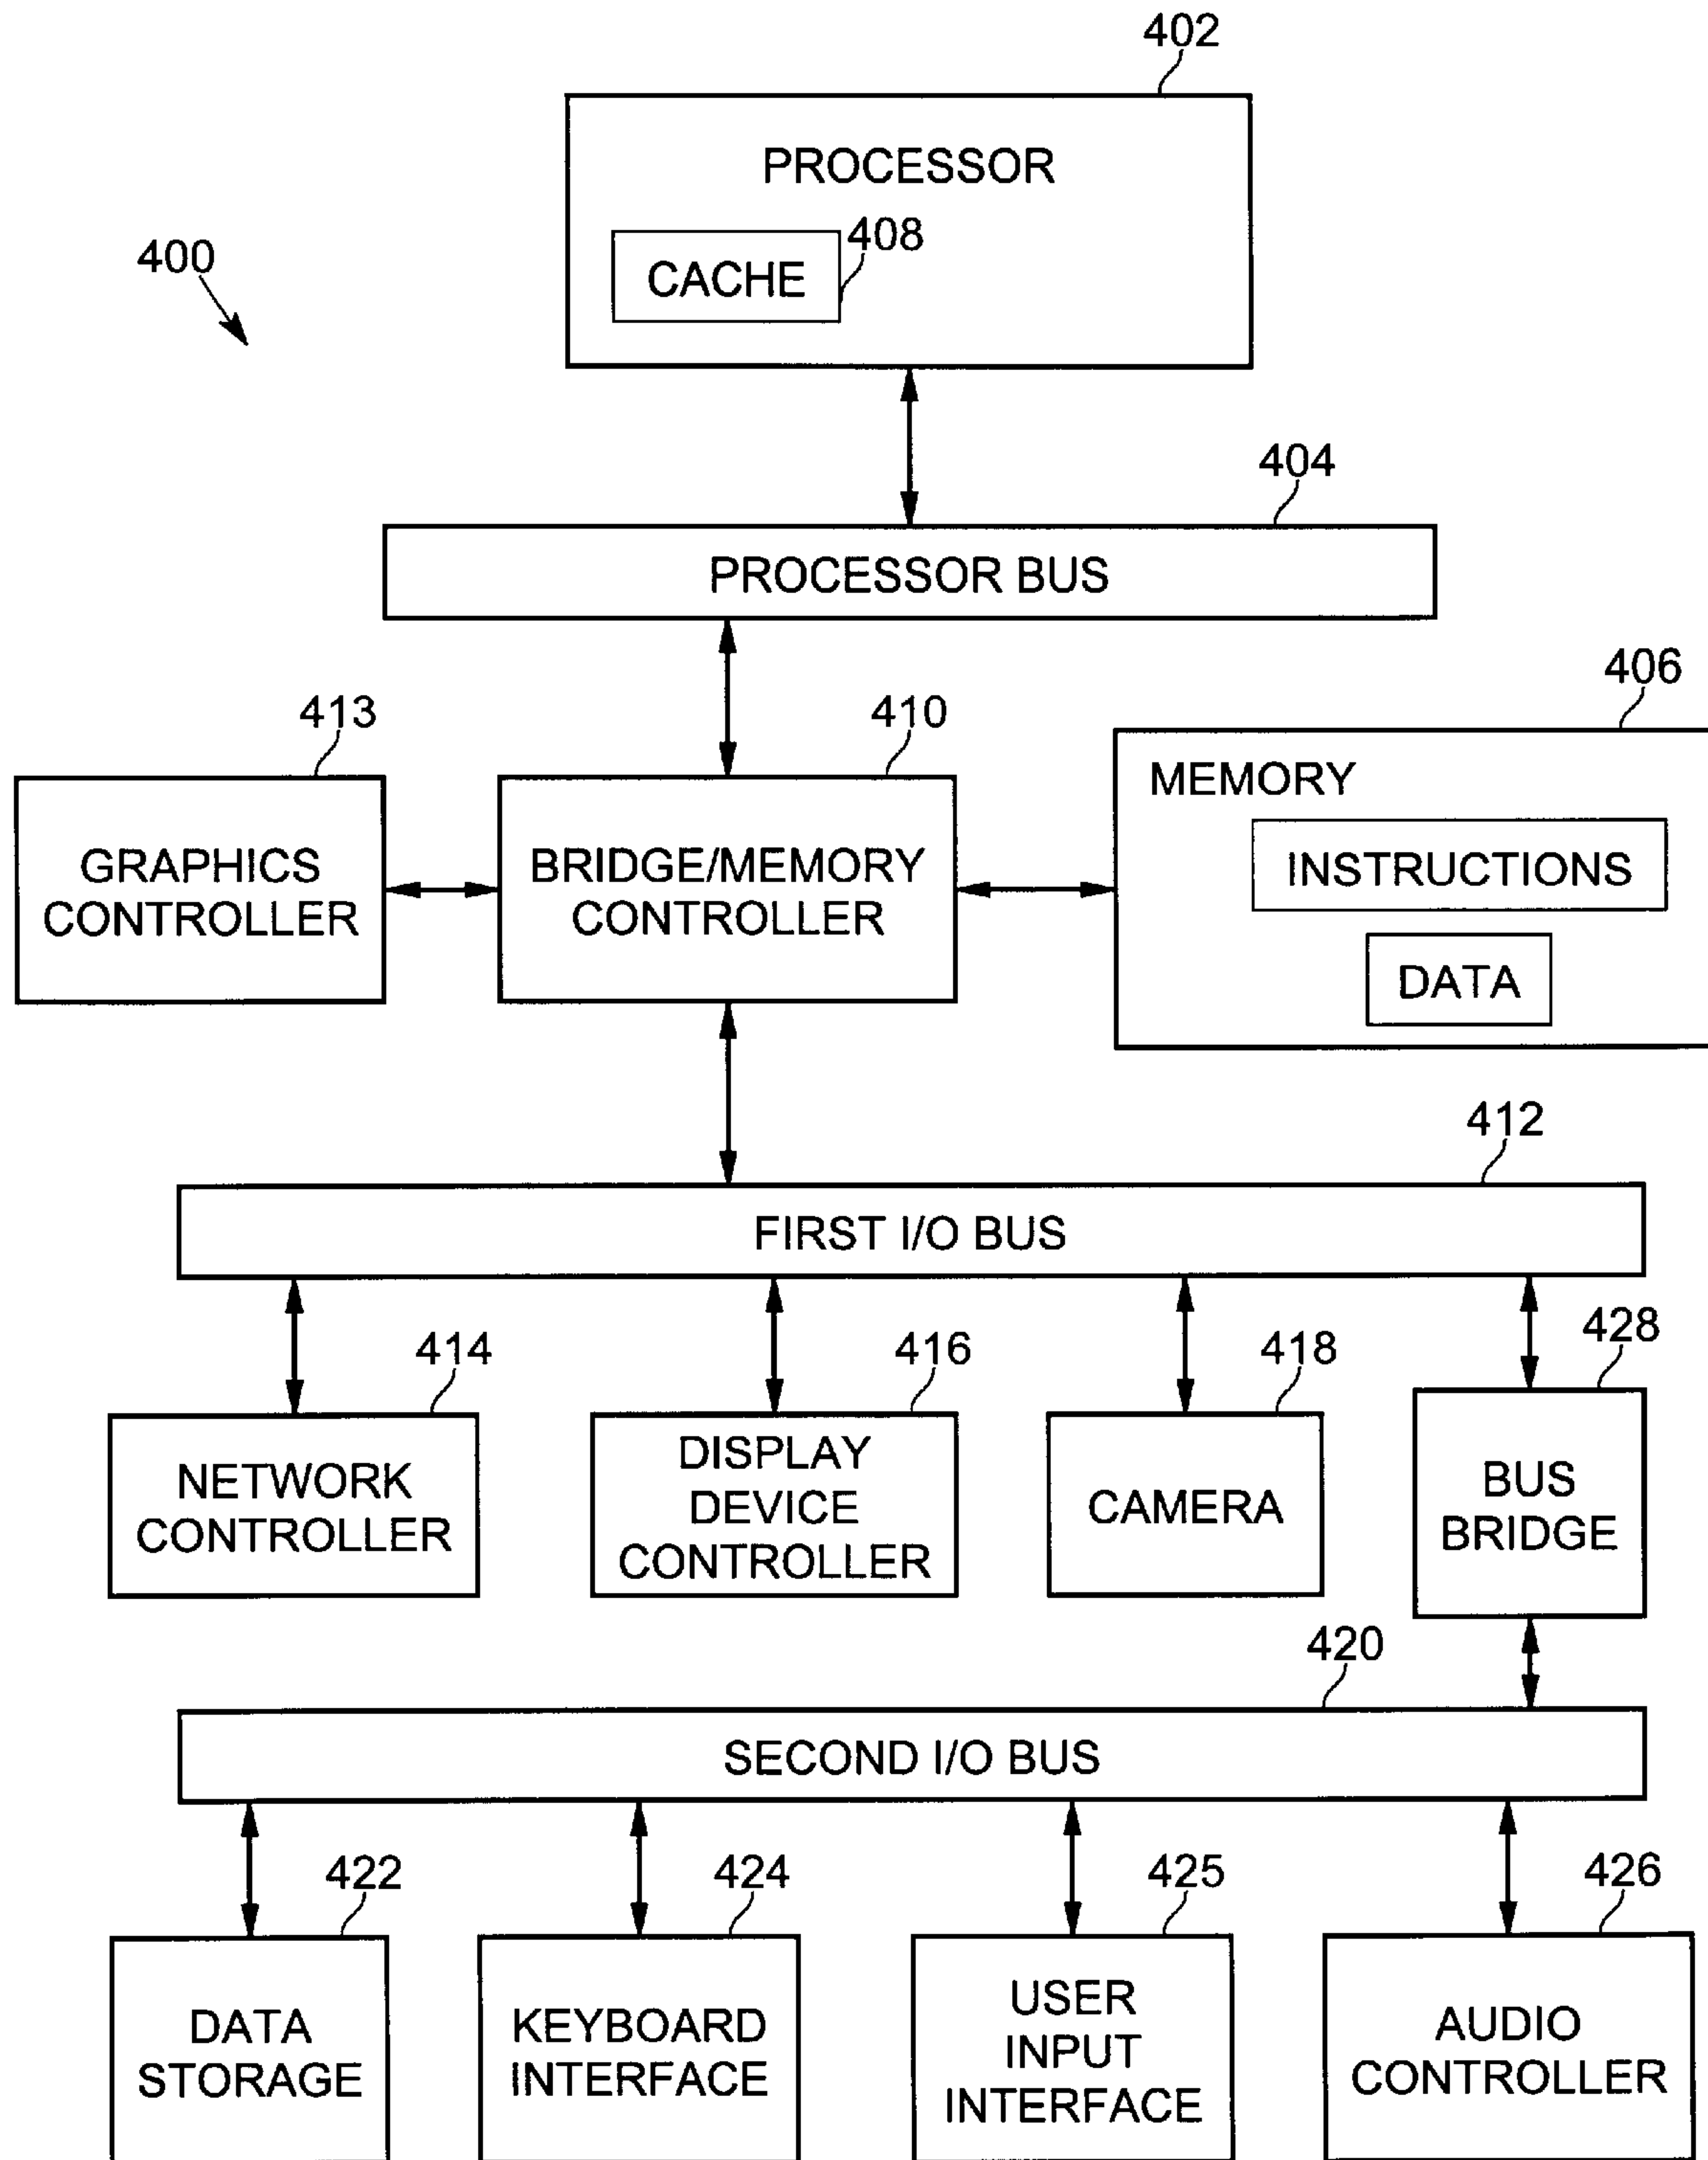 402
PROCESSOR
408
CACHE
400
404
PROCESSOR BUS
406
413
410
MEMORY
GRAPHICS
CONTROLLER
BRIDGE/MEMORY
CONTROLLER
INSTRUCTIONS
DATA
412
FIRST I/O BUS
414
416
418
428
NETWORK
CONTROLLER
DISPLAY
DEVICE
CONTROLLER
CAMERA
BUS
BRIDGE
420
SECOND I/O BUS
422
424
425
426
DATA
STORAGE
KEYBOARD
INTERFACE
USER
INPUT
INTERFACE
AUDIO
CONTROLLER